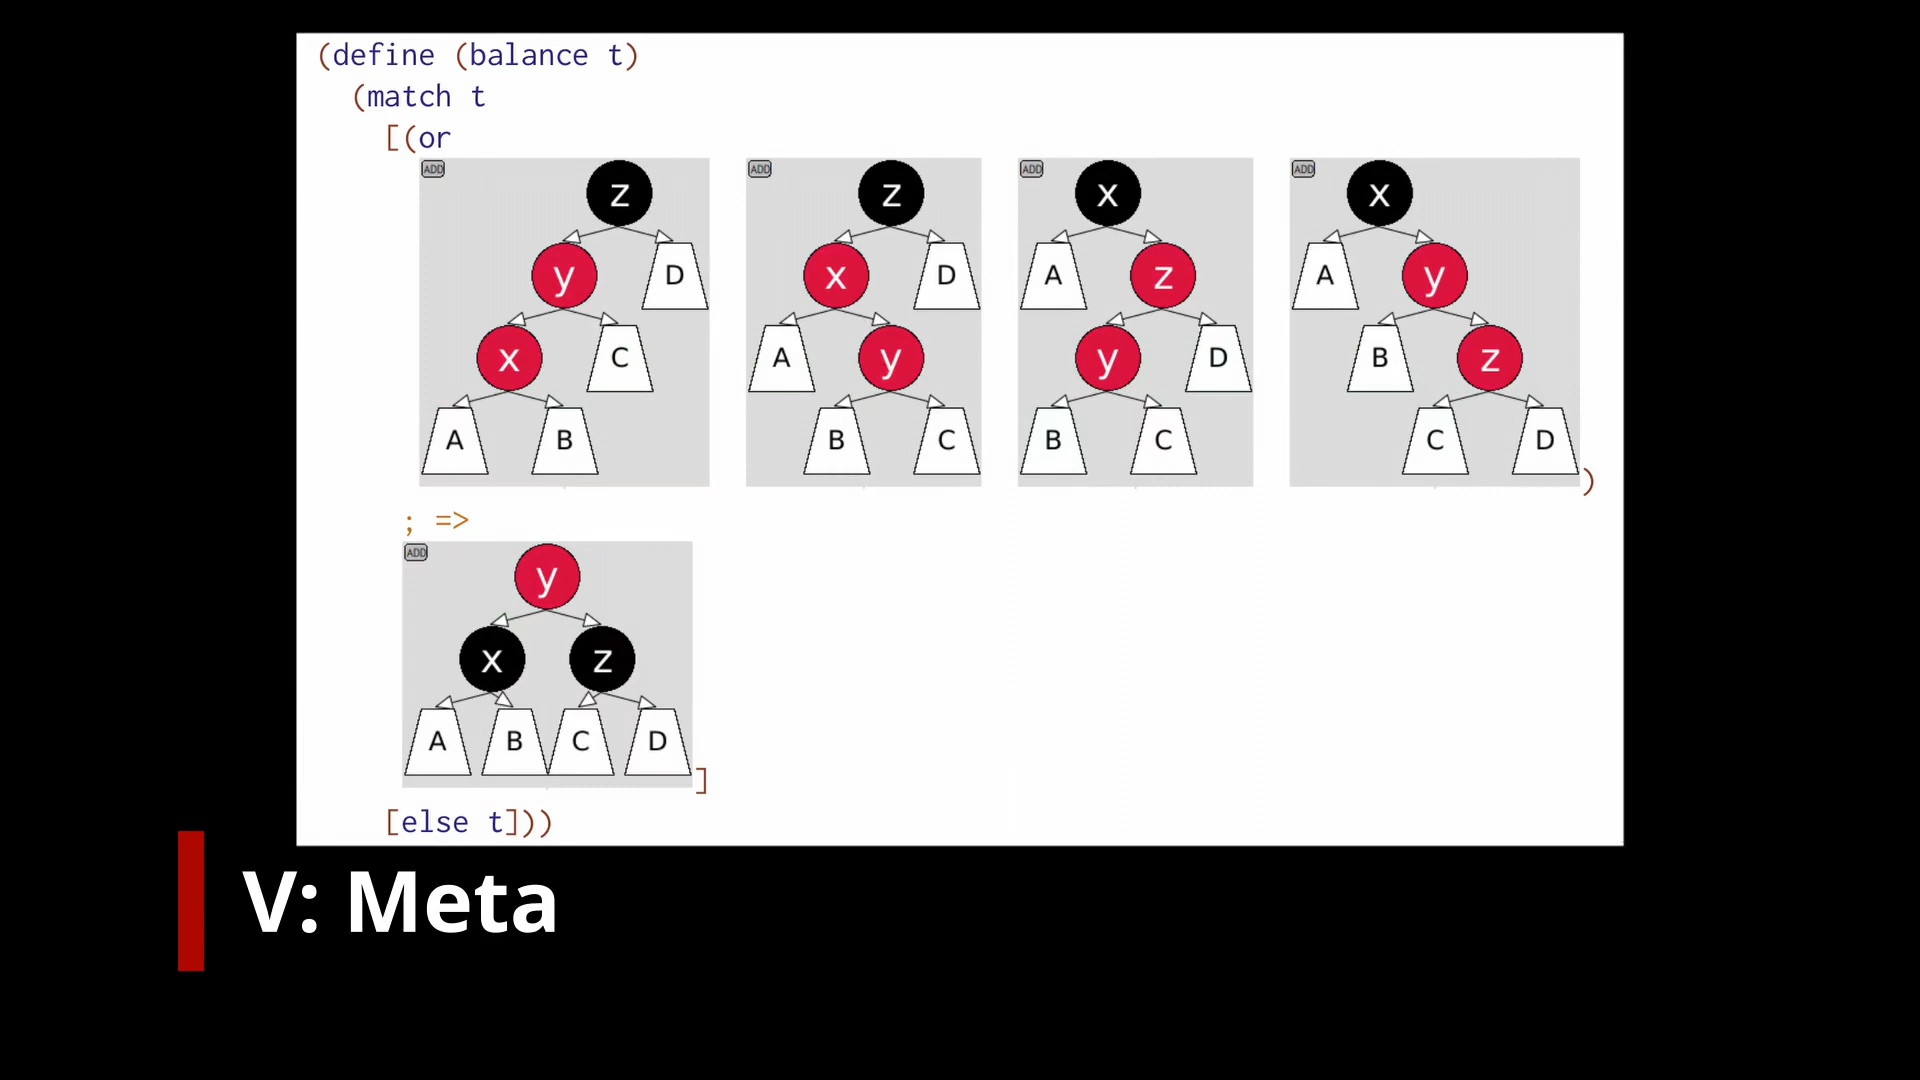 (define (balance t)
(match t
[(or
ADD ADD ADD ADD
z z x x
y D x D A z A y
x C A y y D B z
A B B C B C C D )
; =>
ADD
y
x z
A B C D ]
[else t]))
V: Meta